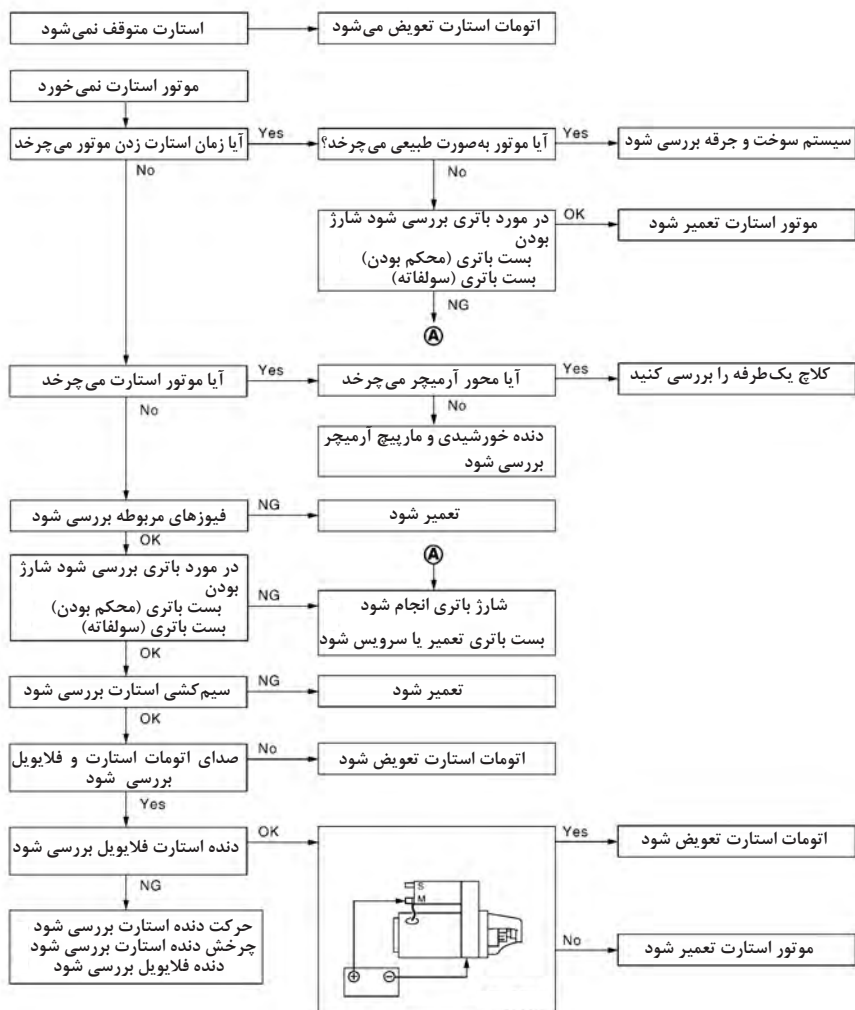 استارت متوقف نمی‌شود
اتومات استارت تعویض می‌شود
موتور استارت نمی‌خورد
آیا زمان استارت زدن موتور می‌چرخد
Yes
آیا موتور به‌صورت طبیعی می‌چرخد؟
Yes
سیستم سوخت و جرقه بررسی شود
No
No
در مورد باتری بررسی شود شارژ
بودن
بست باتری (محکم بودن)
بست باتری (سولفاته)
OK
موتور استارت تعمیر شود
NG
A
آیا موتور استارت می‌چرخد
Yes
آیا محور آرمیچر می‌چرخد
Yes
کلاچ یک‌طرفه را بررسی کنید
No
No
دنده خورشیدی و مارپیچ آرمیچر
بررسی شود
فیوزهای مربوطه بررسی شود
NG
تعمیر شود
OK
A
در مورد باتری بررسی شود شارژ
بودن
بست باتری (محکم بودن)
بست باتری (سولفاته)
NG
شارژ باتری انجام شود
بست باتری تعمیر یا سرویس شود
OK
سیم‌کشی استارت بررسی شود
NG
تعمیر شود
OK
صدای اتومات استارت و فلایویل
بررسی شود
No
اتومات استارت تعویض شود
Yes
دنده استارت فلایویل بررسی شود
OK
S
M
Yes
اتومات استارت تعویض شود
NG
حرکت دنده استارت بررسی شود
چرخش دنده استارت بررسی شود
دنده فلایویل بررسی شود
No
موتور استارت تعمیر شود
+
−